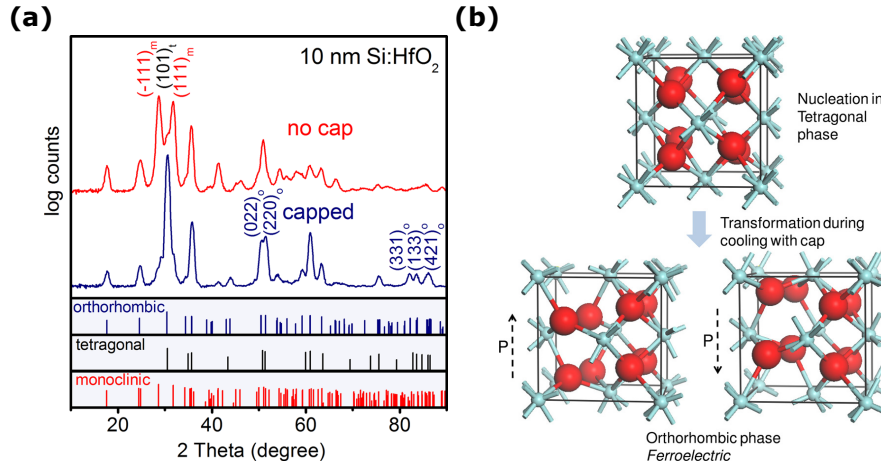 (a)
10 nm Si:HfO₂
(-111)ₘ
(101)ₜ
(111)ₘ
no cap
log counts
(022)ₒ
(220)ₒ
capped
(331)ₒ
(133)ₒ
(421)ₒ
orthorhombic
tetragonal
monoclinic
20 40 60 80
2 Theta (degree)
(b)
Nucleation in
Tetragonal
phase
Transformation during
cooling with cap
P
P
Orthorhombic phase
Ferroelectric